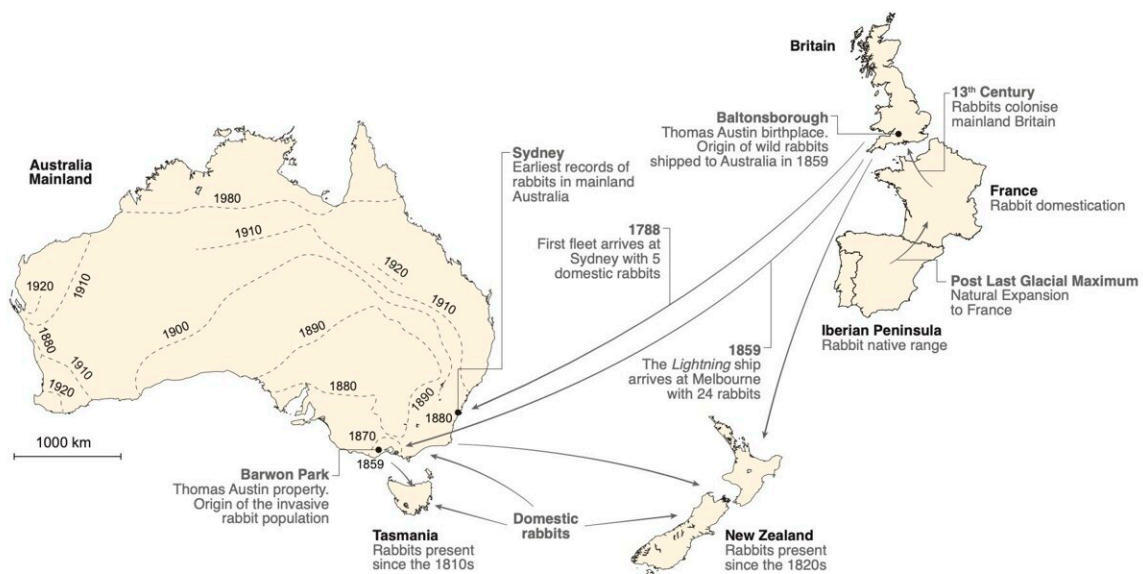 Britain
13th Century
Rabbits colonise
mainland Britain
Baltonsborough
Thomas Austin birthplace.
Origin of wild rabbits
shipped to Australia in 1859
Australia
Mainland
Sydney
Earliest records of
rabbits in mainland
Australia
France
Rabbit domestication
1788
First fleet arrives at
Sydney with 5
domestic rabbits
Post Last Glacial Maximum
Natural Expansion
to France
Iberian Peninsula
Rabbit native range
1859
The Lightning ship
arrives at Melbourne
with 24 rabbits
1980
1910
1920
1910
1920
1910
1900
1890
1880
1910
1920
1880
1890
1880
1870
1859
1000 km
Barwon Park
Thomas Austin property.
Origin of the invasive
rabbit population
Tasmania
Rabbits present
since the 1810s
Domestic
rabbits
New Zealand
Rabbits present
since the 1820s